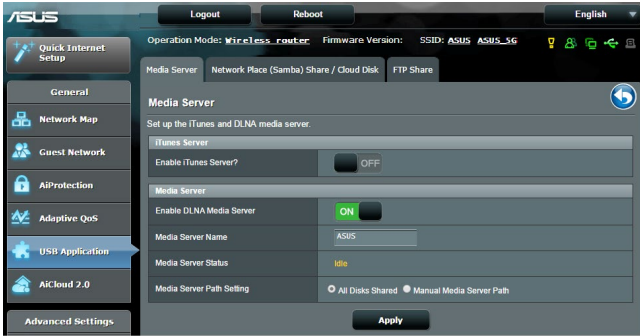 ASUS
Logout Reboot English
Quick Internet
Setup
Operation Mode: Wireless router Firmware Version: SSID: ASUS ASUS_5G
Media Server Network Place (Samba) Share / Cloud Disk FTP Share
General
Network Map
Guest Network
AiProtection
Adaptive QoS
USB Application
AiCloud 2.0
Advanced Settings
Media Server
Set up the iTunes and DLNA media server.
iTunes Server
Enable iTunes Server? OFF
Media Server
Enable DLNA Media Server ON
Media Server Name ASUS
Media Server Status Idle
Media Server Path Setting All Disks Shared Manual Media Server Path
Apply